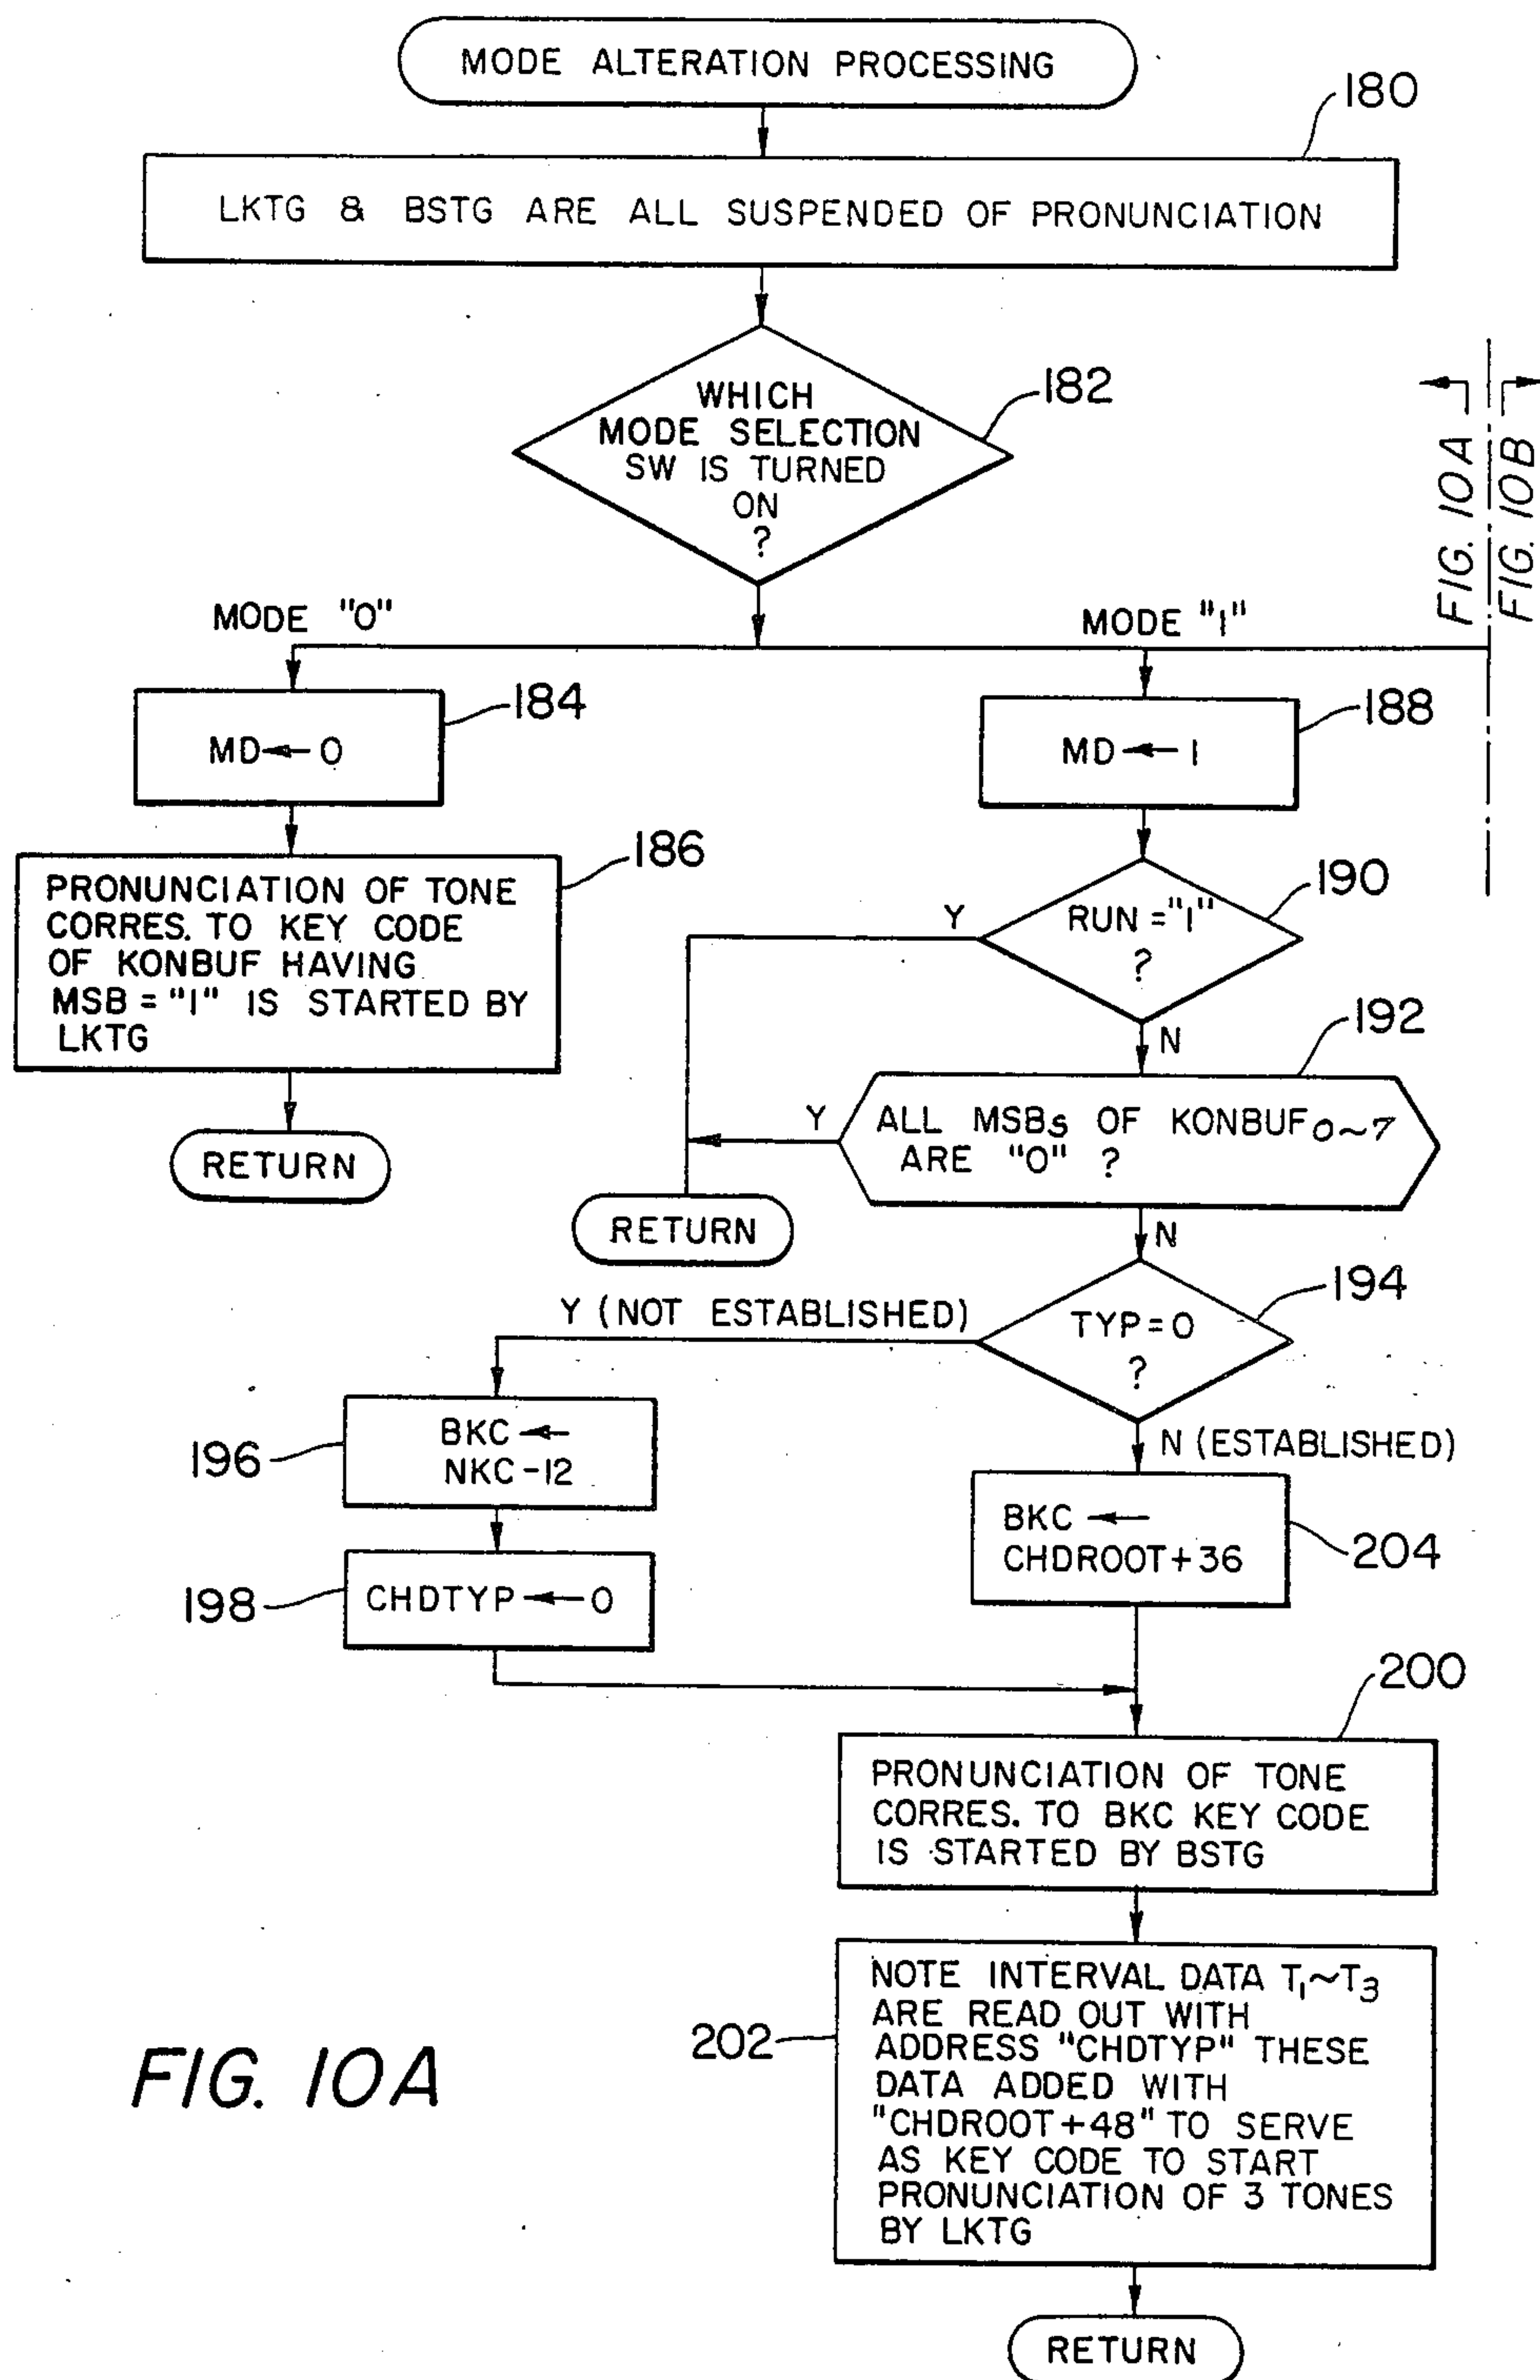 MODE ALTERATION PROCESSING
180
LKTG & BSTG ARE ALL SUSPENDED OF PRONUNCIATION
182
WHICH
MODE SELECTION
SW IS TURNED
ON
?
FIG. 10A
FIG. 10B
MODE "0"
MODE "1"
184
MD←0
188
MD←1
186
PRONUNCIATION OF TONE
CORRES. TO KEY CODE
OF KONBUF HAVING
MSB = "1" IS STARTED BY
LKTG
RETURN
190
RUN = "1"
?
Y
N
192
ALL MSBs OF KONBUF0~7
ARE "0" ?
Y
RETURN
N
194
TYP=0
?
Y (NOT ESTABLISHED)
N (ESTABLISHED)
196
BKC ←
NKC-12
204
BKC ←
CHDROOT+36
198
CHDTYP←0
200
PRONUNCIATION OF TONE
CORRES. TO BKC KEY CODE
IS STARTED BY BSTG
202
NOTE INTERVAL DATA T1~T3
ARE READ OUT WITH
ADDRESS "CHDTYP" THESE
DATA ADDED WITH
"CHDROOT+48" TO SERVE
AS KEY CODE TO START
PRONUNCIATION OF 3 TONES
BY LKTG
RETURN
FIG. 10A